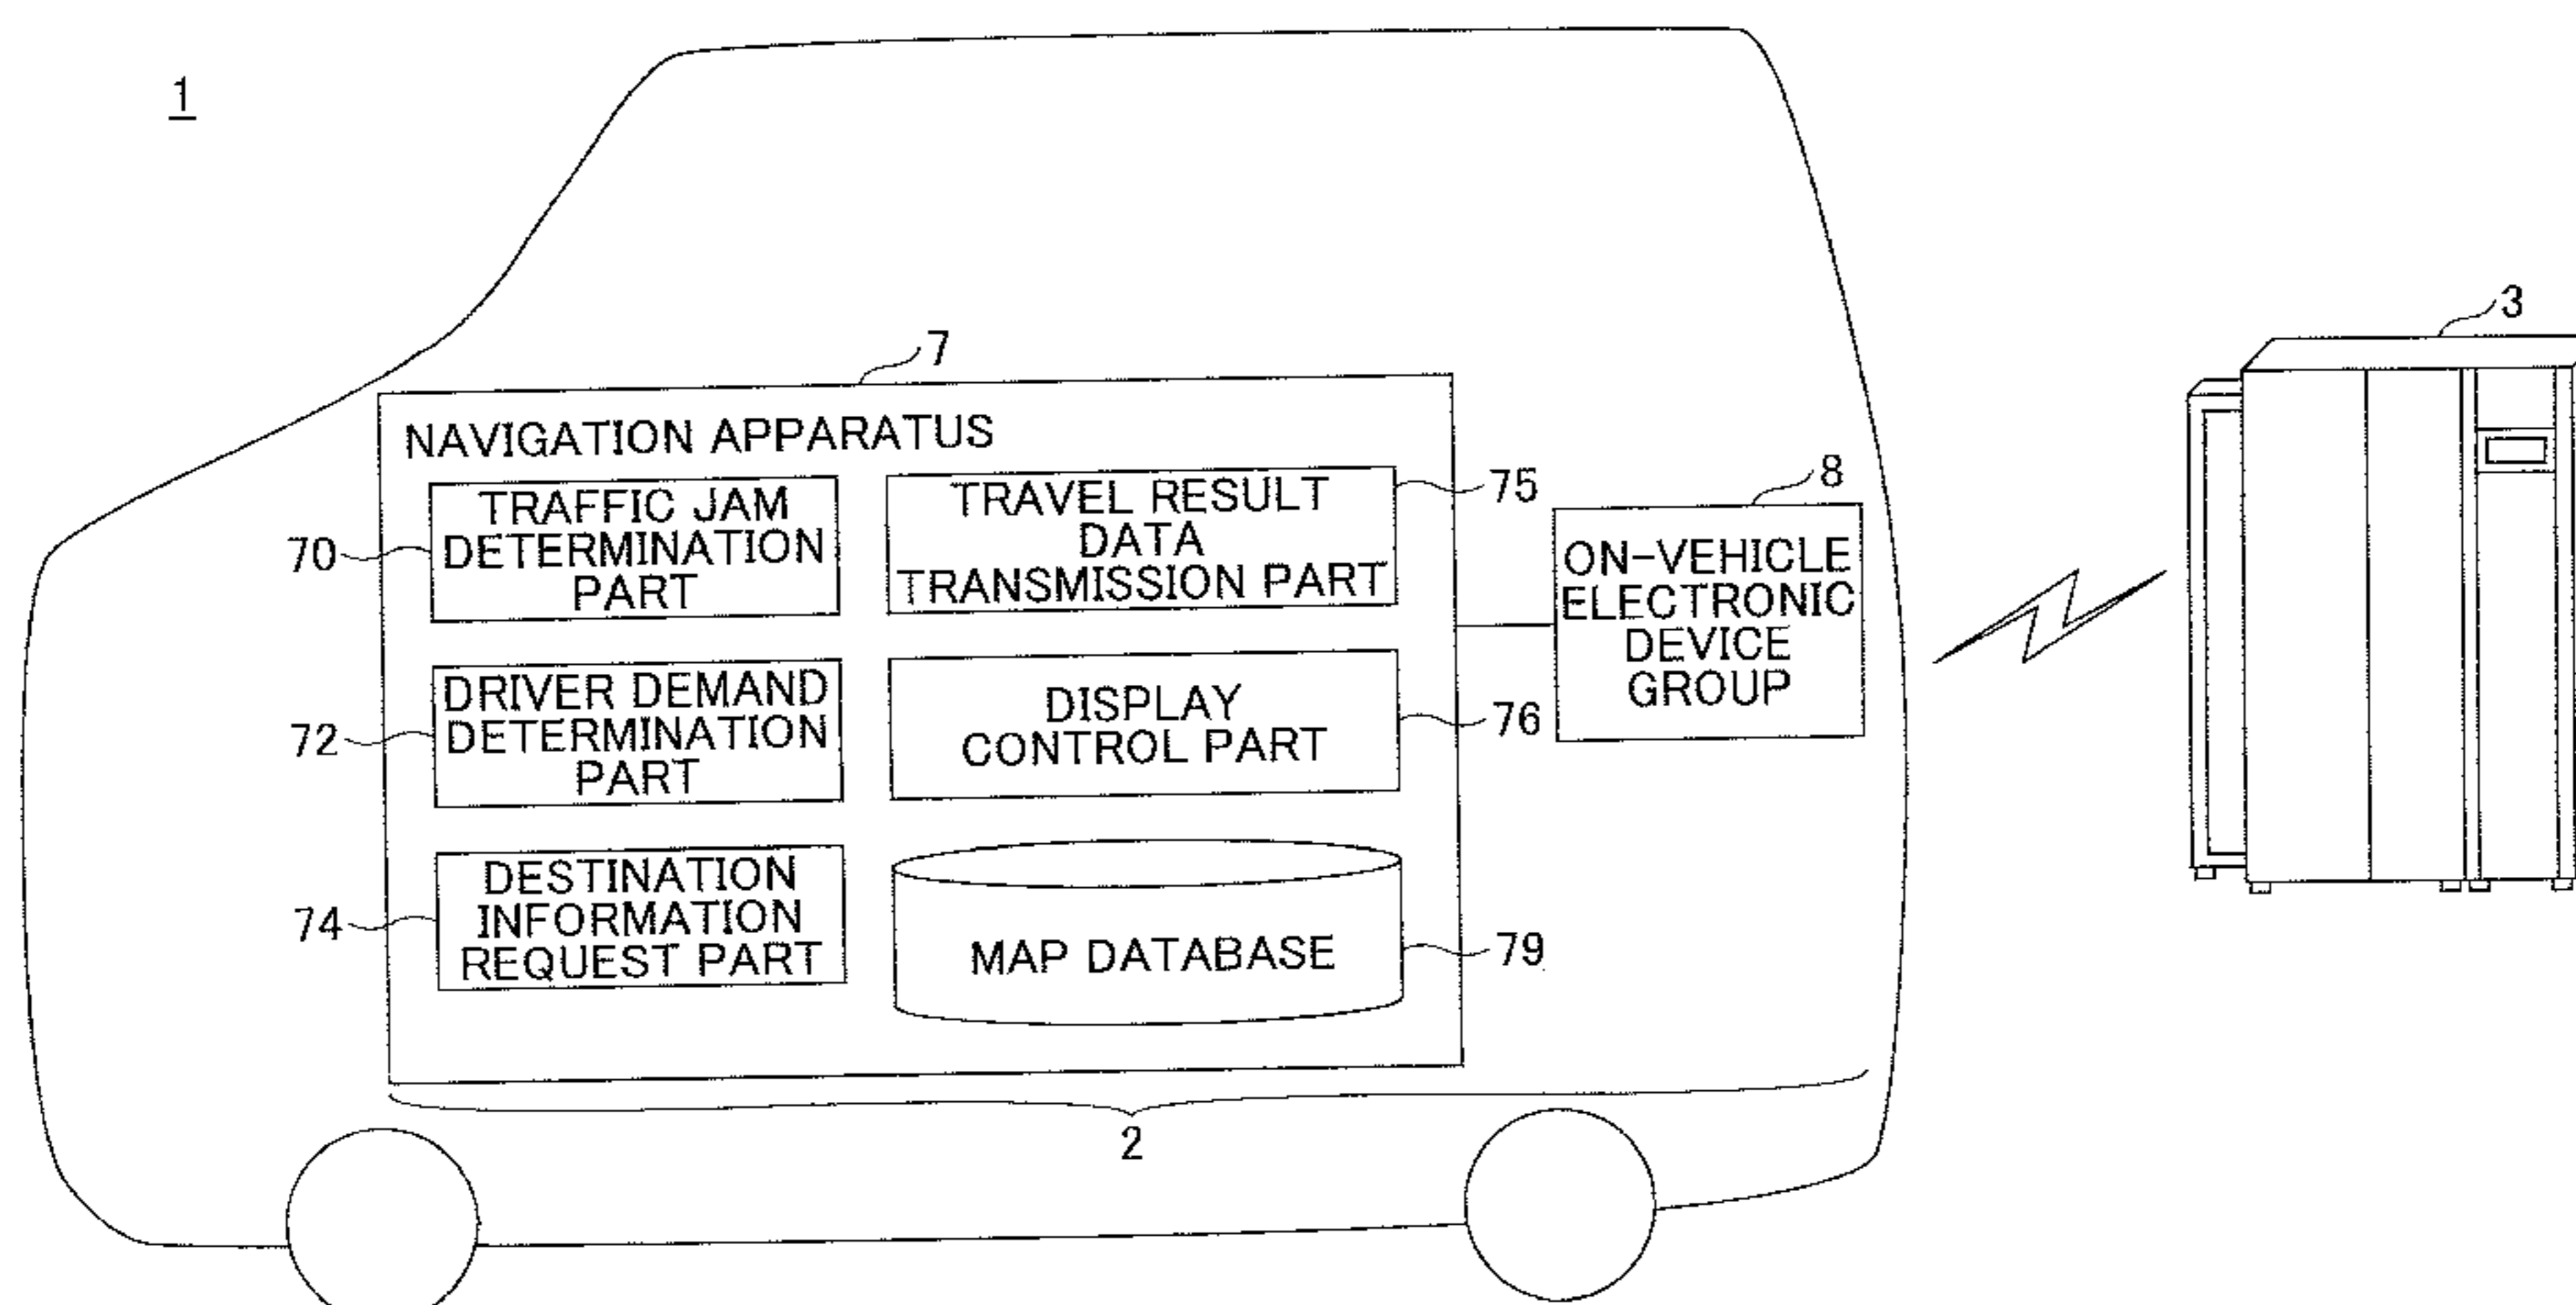 1
3
7
NAVIGATION APPARATUS
70
TRAFFIC JAM
DETERMINATION
PART
TRAVEL RESULT
DATA
TRANSMISSION PART
75
8
ON-VEHICLE
ELECTRONIC
DEVICE
GROUP
72
DRIVER DEMAND
DETERMINATION
PART
DISPLAY
CONTROL PART
76
74
DESTINATION
INFORMATION
REQUEST PART
MAP DATABASE
79
2